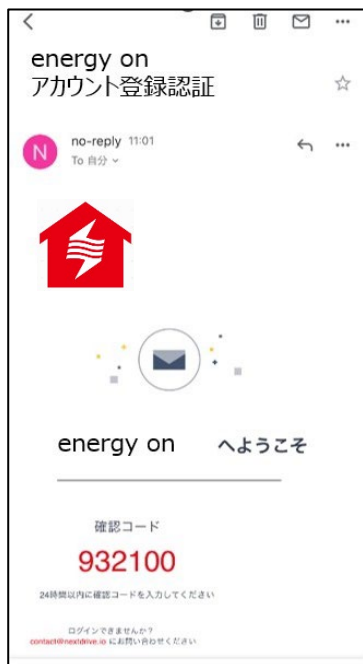 energy on
アカウント登録認証
N
no-reply 11:01
To 自分
energy on へようこそ
確認コード
932100
24時間以内に確認コードを入力してください
ログインできませんか？
contact@nextdrive.io にお問い合わせください